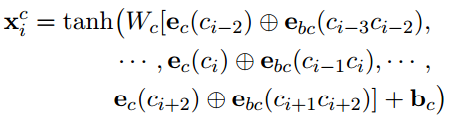 𝐱ᵢᶜ = tanh(W_c[𝐞_c(c_{i−2}) ⊕ 𝐞_{bc}(c_{i−3}c_{i−2}),
⋯ , 𝐞_c(c_i) ⊕ 𝐞_{bc}(c_{i−1}c_i), ⋯ ,
𝐞_c(c_{i+2}) ⊕ 𝐞_{bc}(c_{i+1}c_{i+2})] + 𝐛_c)